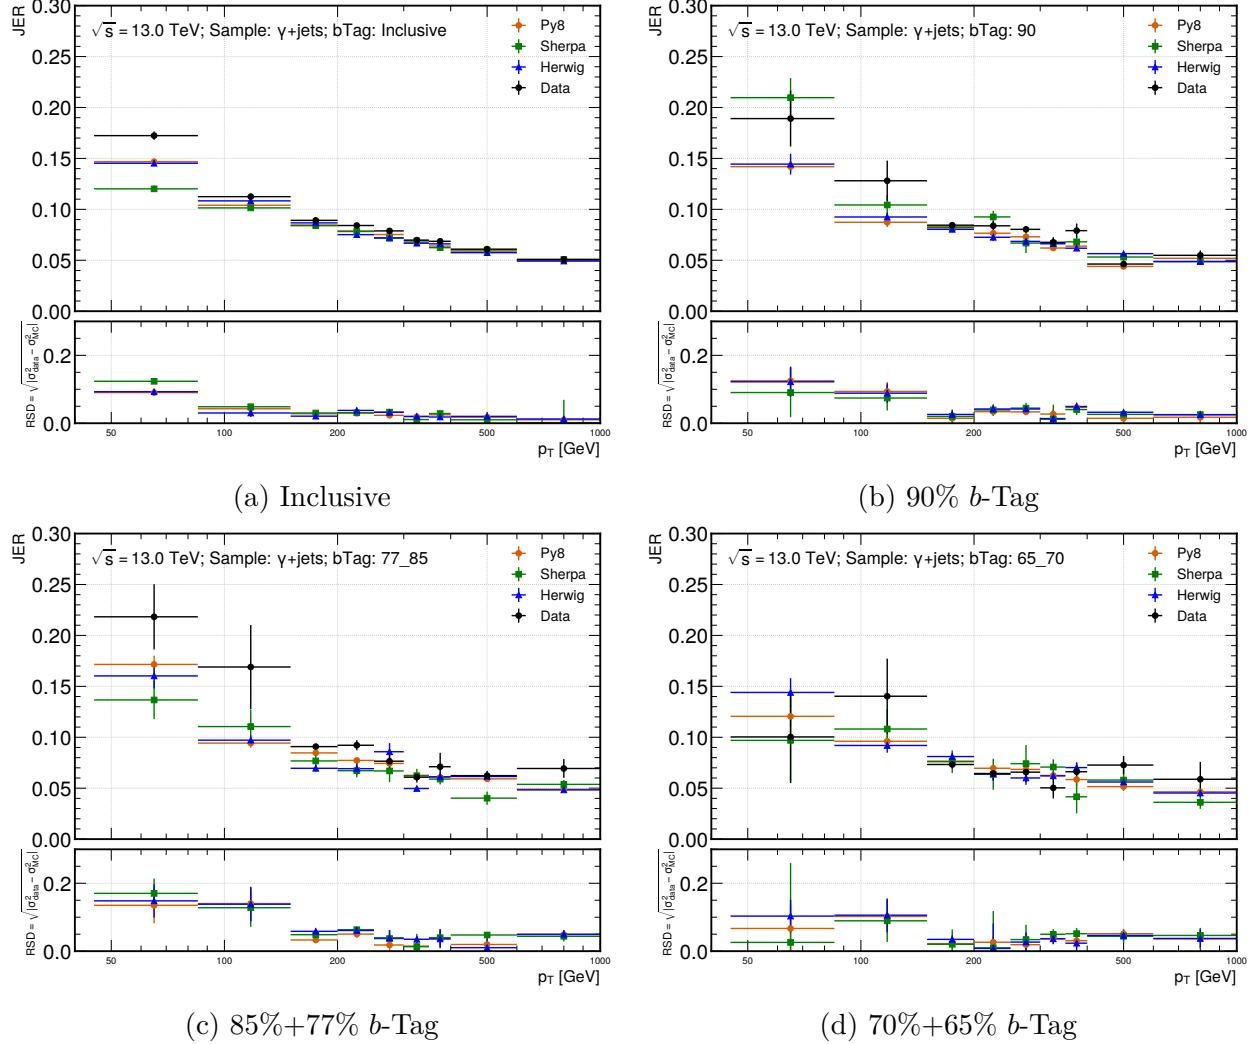 JER
0.30
0.25
0.20
0.15
0.10
0.05
0.00
√s = 13.0 TeV; Sample: γ+jets; bTag: Inclusive
Py8
Sherpa
Herwig
Data
RSD = √|σ²data − σ²MC|
0.2
0.0
50
100
200
500
1000
pT [GeV]
(a) Inclusive
JER
0.30
0.25
0.20
0.15
0.10
0.05
0.00
√s = 13.0 TeV; Sample: γ+jets; bTag: 90
Py8
Sherpa
Herwig
Data
RSD = √|σ²data − σ²MC|
0.2
0.0
50
100
200
500
1000
pT [GeV]
(b) 90% b-Tag
JER
0.30
0.25
0.20
0.15
0.10
0.05
0.00
√s = 13.0 TeV; Sample: γ+jets; bTag: 77_85
Py8
Sherpa
Herwig
Data
RSD = √|σ²data − σ²MC|
0.2
0.0
50
100
200
500
1000
pT [GeV]
(c) 85%+77% b-Tag
JER
0.30
0.25
0.20
0.15
0.10
0.05
0.00
√s = 13.0 TeV; Sample: γ+jets; bTag: 65_70
Py8
Sherpa
Herwig
Data
RSD = √|σ²data − σ²MC|
0.2
0.0
50
100
200
500
1000
pT [GeV]
(d) 70%+65% b-Tag